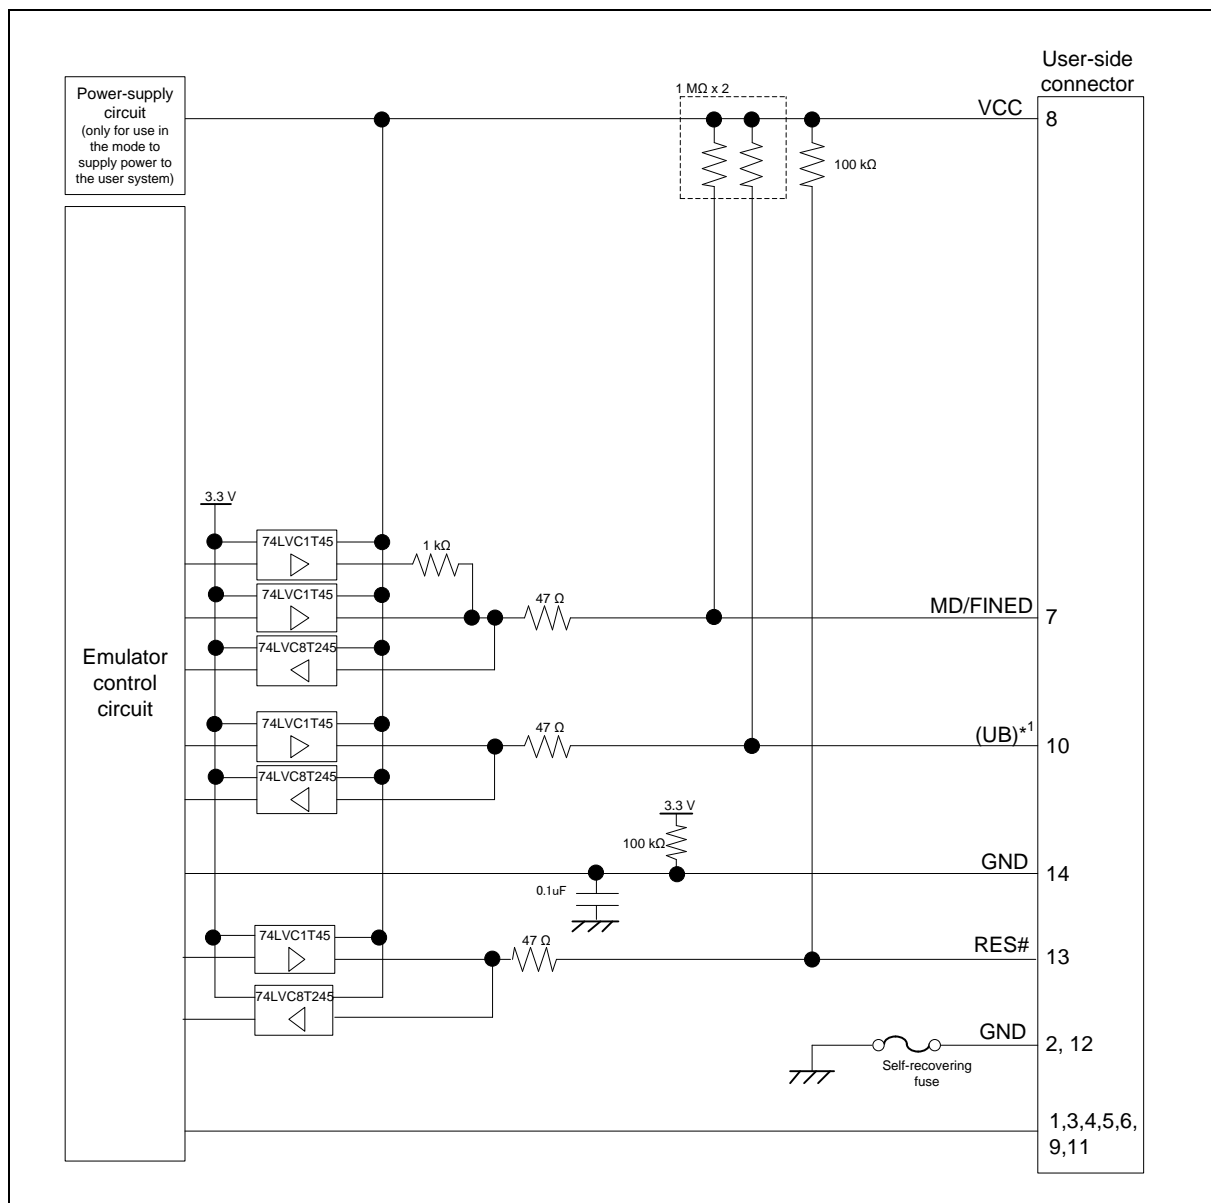 User-side
connector
Power-supply
circuit
(only for use in
the mode to
supply power to
the user system)
1 MΩ x 2
VCC
8
100 kΩ
3.3 V
74LVC1T45
1 kΩ
74LVC1T45
47 Ω
MD/FINED
7
74LVC8T245
Emulator
control
circuit
74LVC1T45
47 Ω
(UB)*1
10
74LVC8T245
3.3 V
100 kΩ
GND
14
0.1uF
74LVC1T45
47 Ω
RES#
13
74LVC8T245
GND
2, 12
Self-recovering
fuse
1,3,4,5,6,
9,11